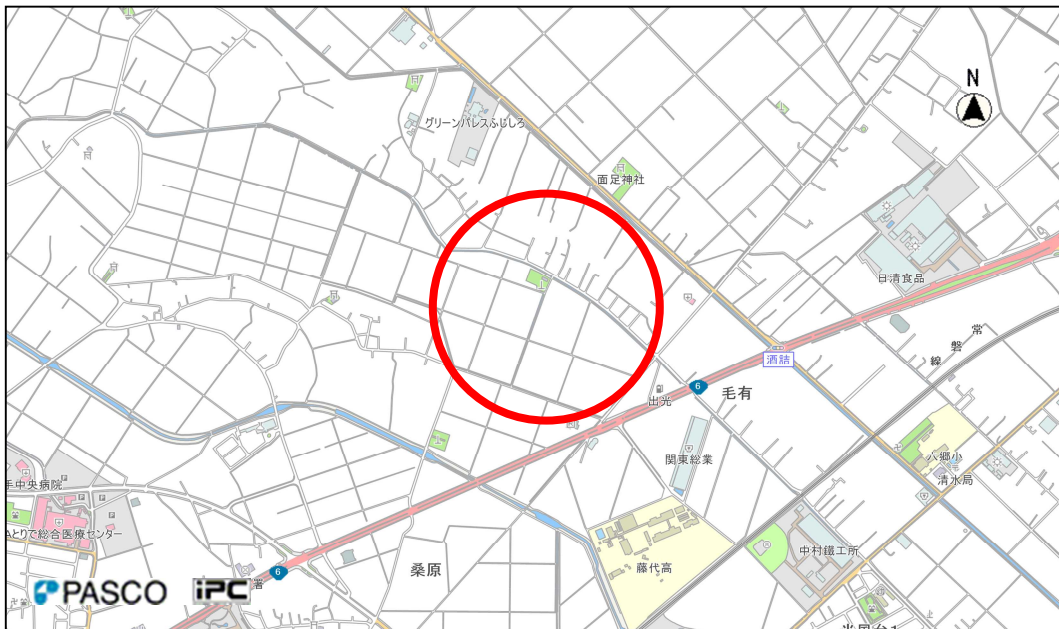 グリーンパレスふじしろ
N
面足神社
日清食品
常
磐
線
酒詰
6
毛有
出光
関東総業
八郷小
清水局
手中央病院
Aとりで総合医療センター
中村鐵工所
藤代高
桑原
6
署
PASCO
iPC